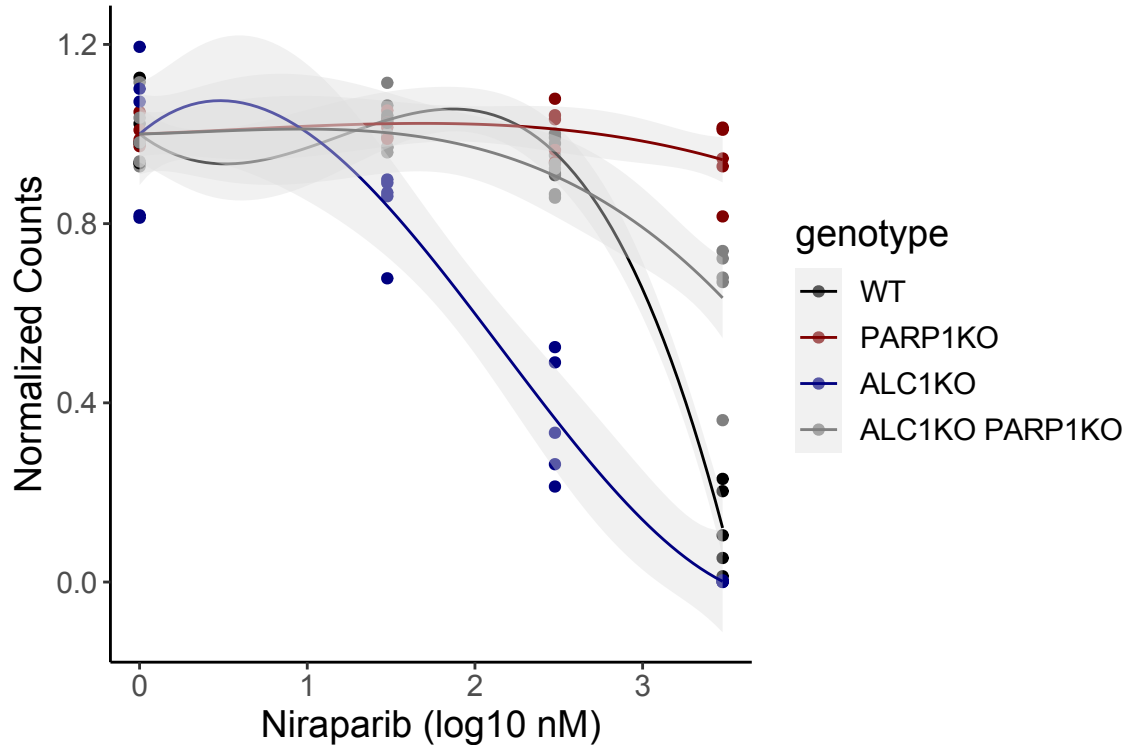 Normalized Counts
1.2
0.8
0.4
0.0
0
1
2
3
Niraparib (log10 nM)
genotype
WT
PARP1KO
ALC1KO
ALC1KO PARP1KO